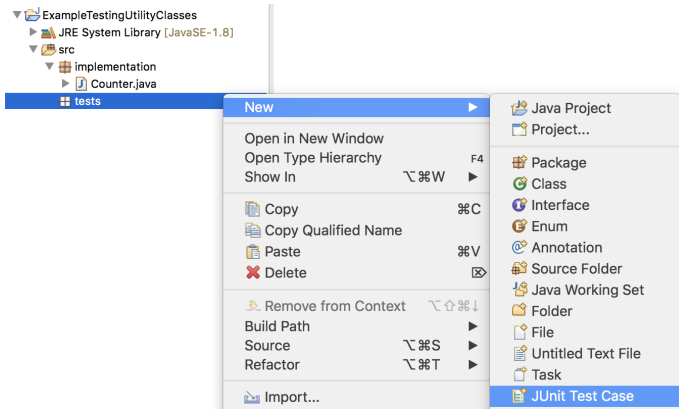 ExampleTestingUtilityClasses
JRE System Library [JavaSE-1.8]
src
implementation
Counter.java
tests
New
Open in New Window
Open Type Hierarchy F4
Show In ⌥⌘W
Copy ⌘C
Copy Qualified Name
Paste ⌘V
Delete ⌦
Remove from Context ⌥⇧⌘↓
Build Path
Source ⌥⌘S
Refactor ⌥⌘T
Import...
Java Project
Project...
Package
Class
Interface
Enum
Annotation
Source Folder
Java Working Set
Folder
File
Untitled Text File
Task
JUnit Test Case